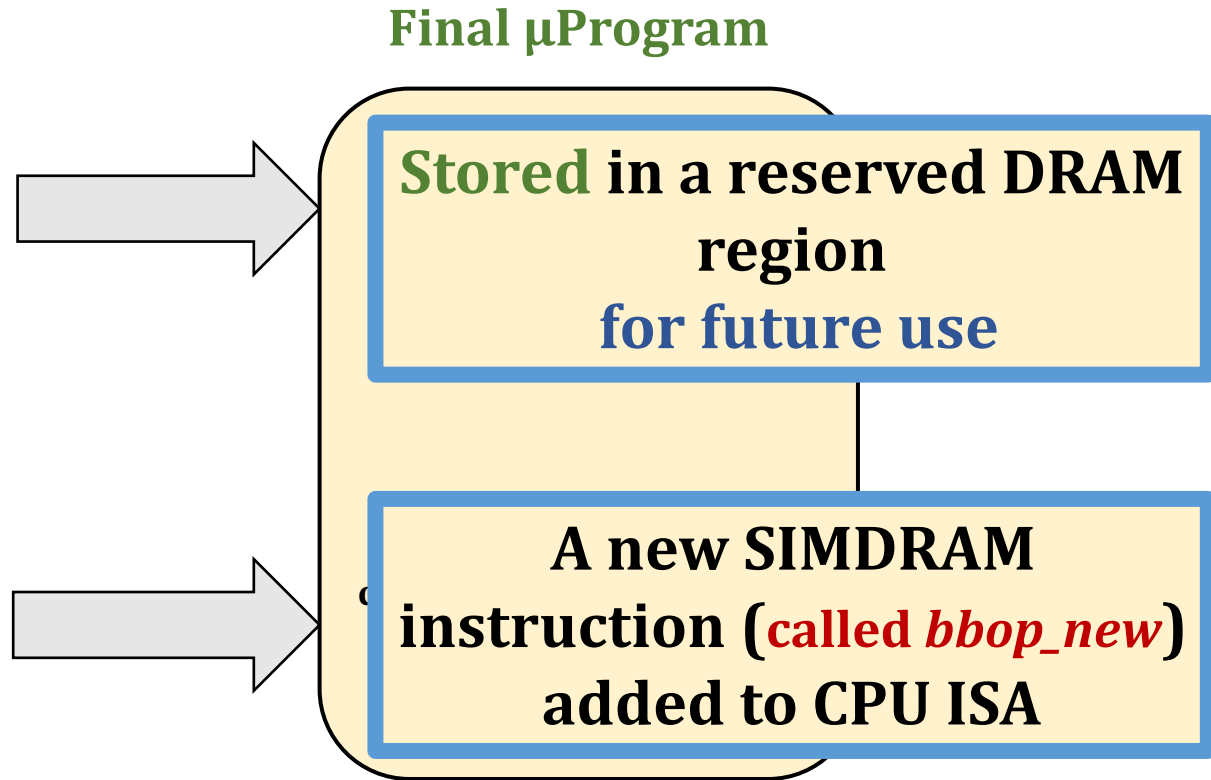 Final µProgram
Stored in a reserved DRAM
region
for future use
A new SIMDRAM
instruction (called bbop_new)
added to CPU ISA